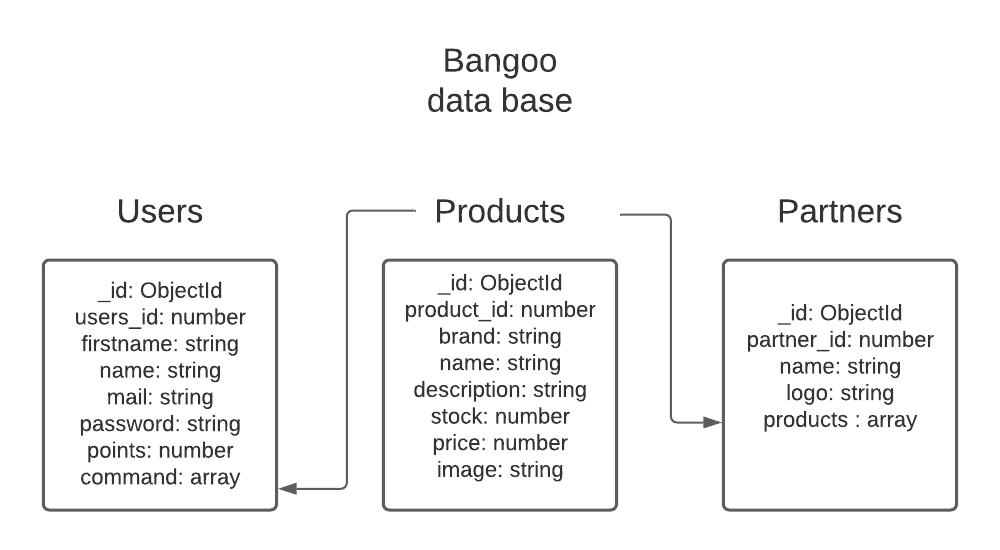 Bangoo
data base
Users
_id: ObjectId
users_id: number
firstname: string
name: string
mail: string
password: string
points: number
command: array
Products
_id: ObjectId
product_id: number
brand: string
name: string
description: string
stock: number
price: number
image: string
Partners
_id: ObjectId
partner_id: number
name: string
logo: string
products : array